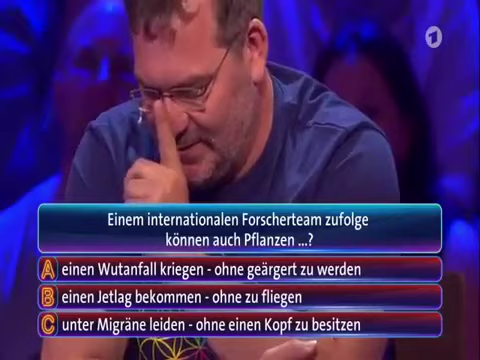 Einem internationalen Forscherteam zufolge
können auch Pflanzen ...?
A einen Wutanfall kriegen - ohne geärgert zu werden
B einen Jetlag bekommen - ohne zu fliegen
C unter Migräne leiden - ohne einen Kopf zu besitzen